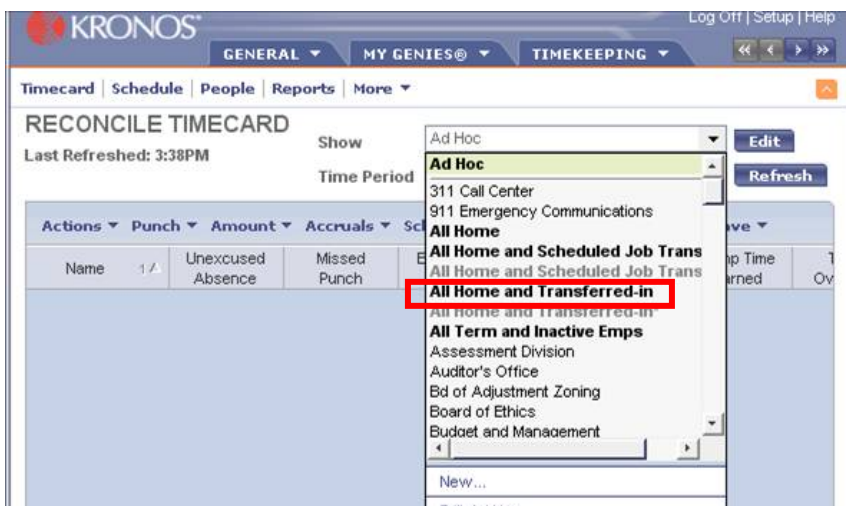 KRONOS®
Log Off | Setup | Help
GENERAL MY GENIES® TIMEKEEPING
Timecard | Schedule | People | Reports | More
RECONCILE TIMECARD
Last Refreshed: 3:38PM
Show Ad Hoc Edit
Time Period Refresh
Ad Hoc
311 Call Center
911 Emergency Communications
All Home
All Home and Scheduled Job Trans
All Home and Scheduled Job Trans
All Home and Transferred-in
All Home and Transferred-in*
All Term and Inactive Emps
Assessment Division
Auditor's Office
Bd of Adjustment Zoning
Board of Ethics
Budget and Management
New...
Actions Punch Amount Accruals
Name 1 Unexcused Absence Missed Punch